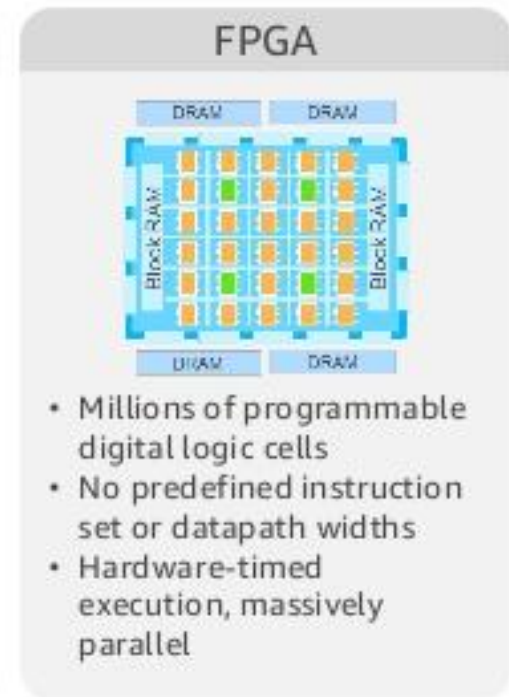 FPGA
DRAM DRAM
Block RAM
Block RAM
DRAM DRAM
• Millions of programmable
digital logic cells
• No predefined instruction
set or datapath widths
• Hardware-timed
execution, massively
parallel